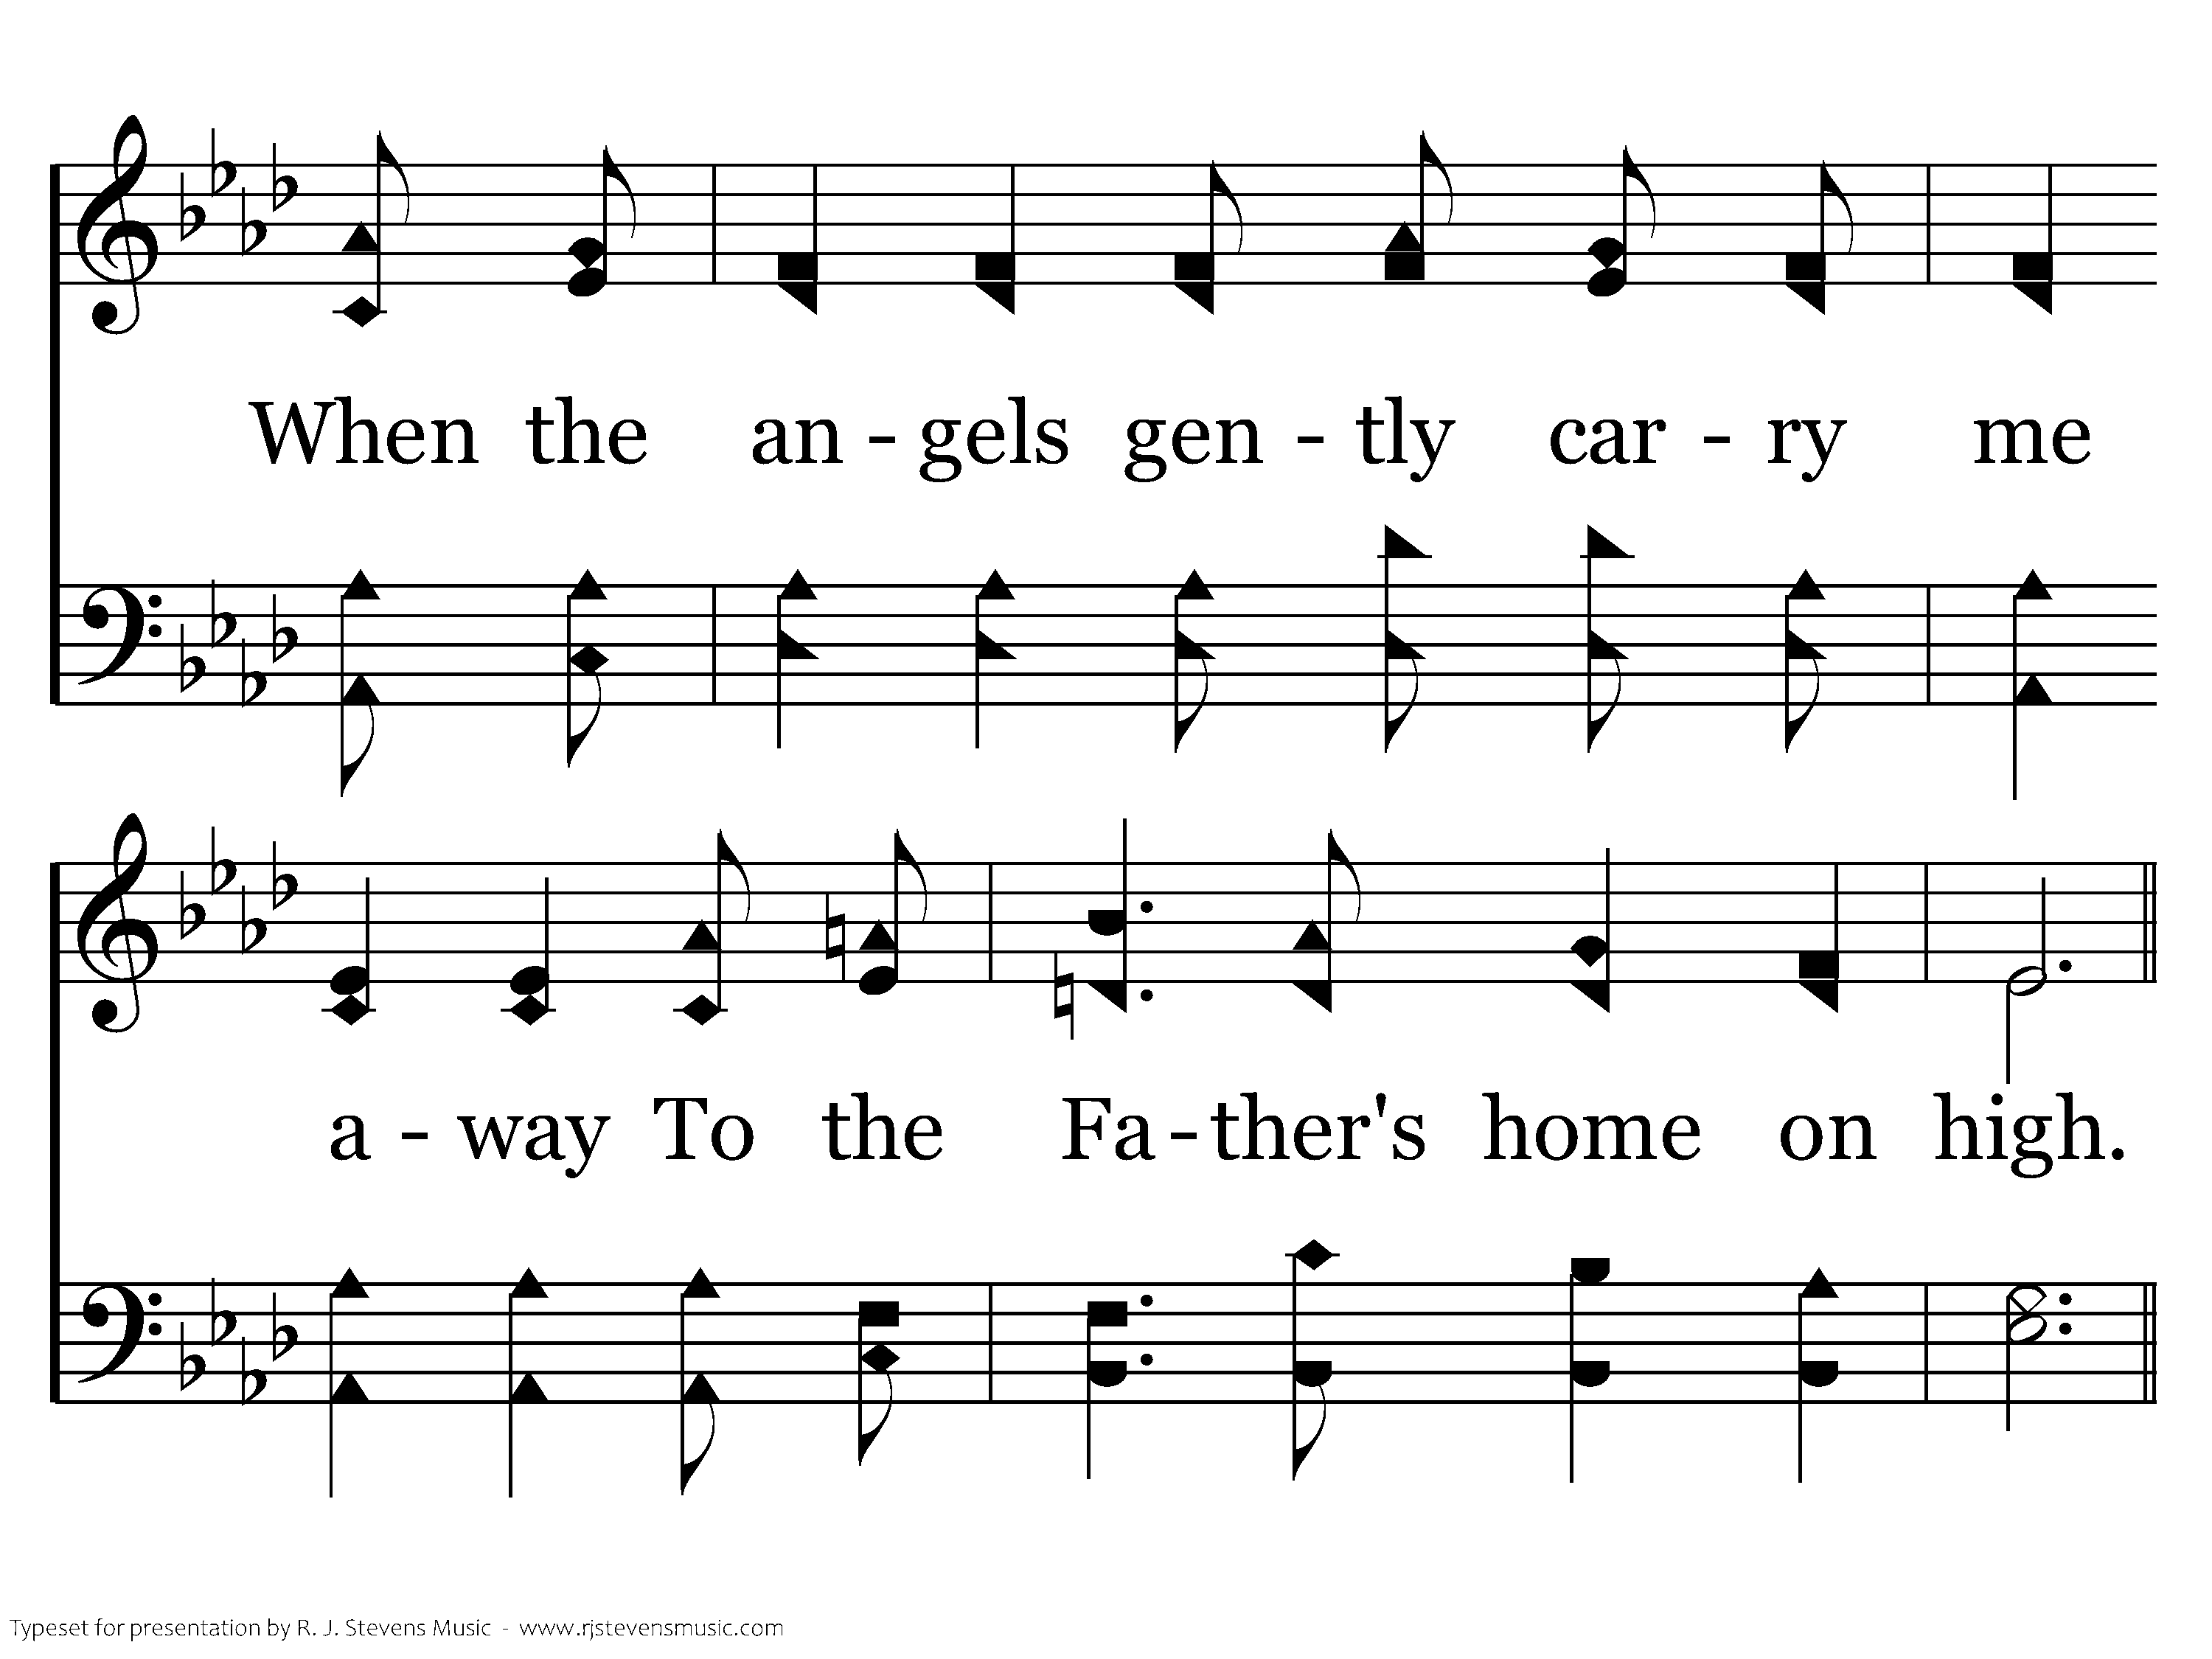 When the an - gels gen - tly car - ry me
a - way To the Fa - ther's home on high.
Typeset for presentation by R. J. Stevens Music - www.rjstevensmusic.com